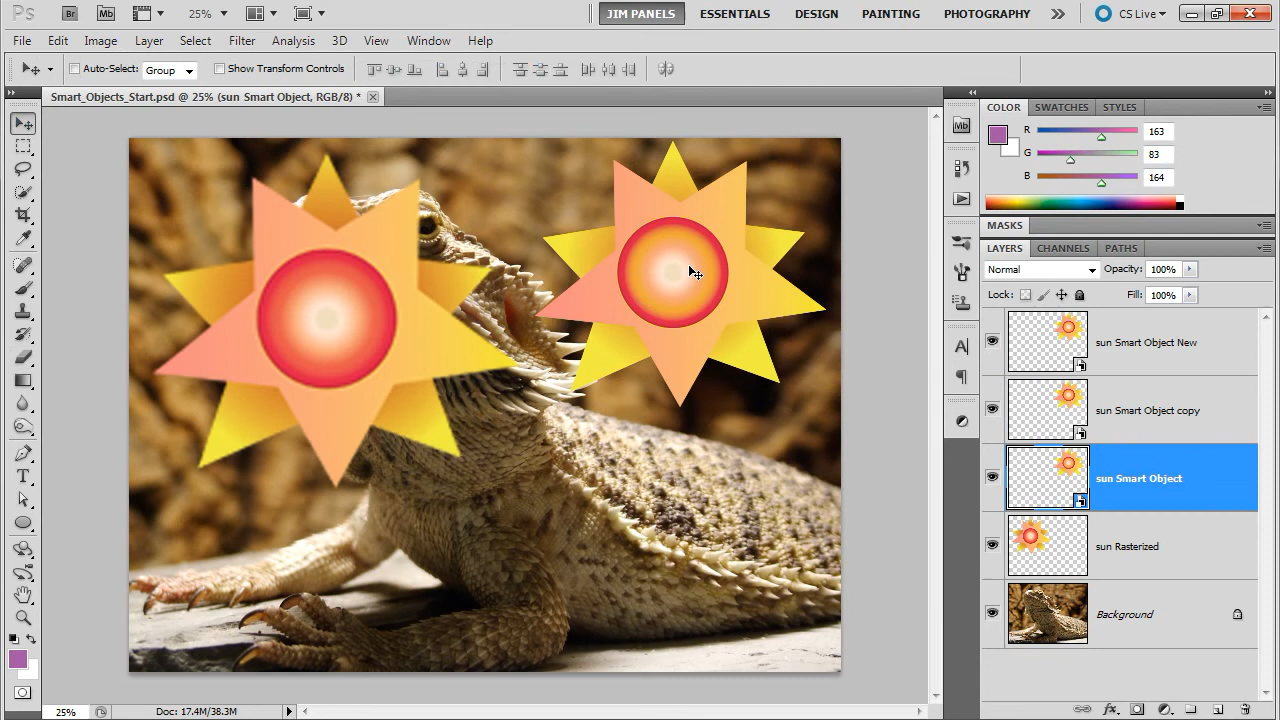 Ps Br Mb 25% JIM PANELS ESSENTIALS DESIGN PAINTING PHOTOGRAPHY CS Live
File Edit Image Layer Select Filter Analysis 3D View Window Help
Auto-Select: Group Show Transform Controls
Smart_Objects_Start.psd @ 25% (sun Smart Object, RGB/8) *
COLOR SWATCHES STYLES
R 163
G 83
B 164
MASKS
LAYERS CHANNELS PATHS
Normal Opacity: 100%
Lock: Fill: 100%
sun Smart Object New
sun Smart Object copy
sun Smart Object
sun Rasterized
Background
Mb
A
T
fx
25% Doc: 17.4M/38.3M